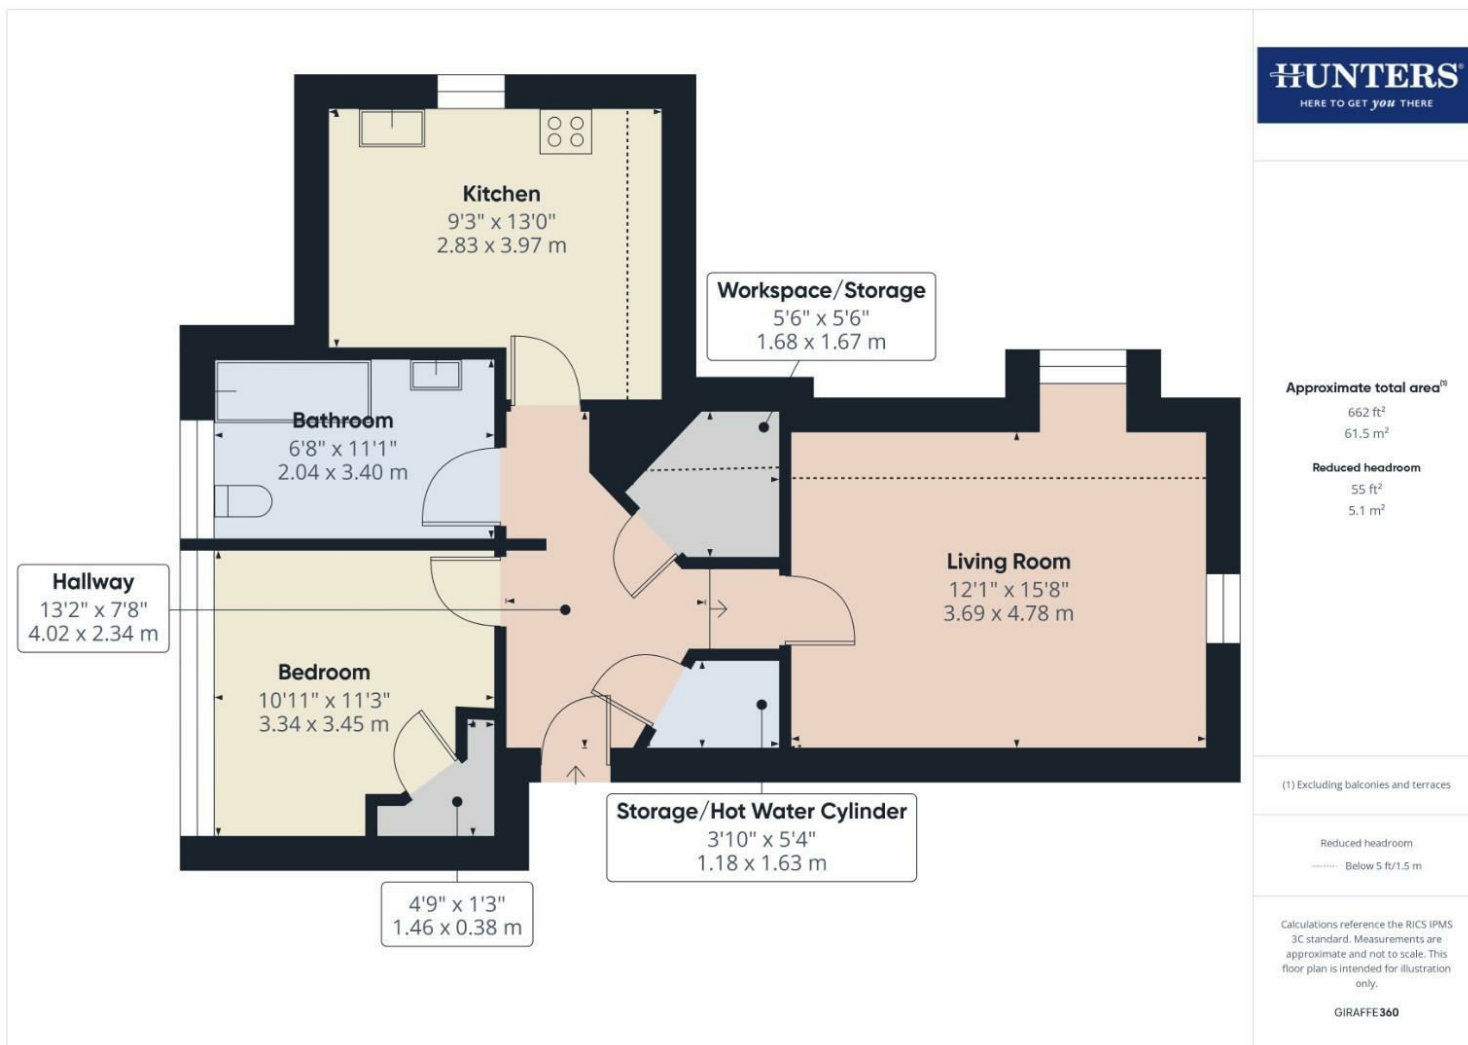 HUNTERS®
HERE TO GET you THERE
Kitchen
9'3" x 13'0"
2.83 x 3.97 m
Workspace/Storage
5'6" x 5'6"
1.68 x 1.67 m
Bathroom
6'8" x 11'1"
2.04 x 3.40 m
Hallway
13'2" x 7'8"
4.02 x 2.34 m
Living Room
12'1" x 15'8"
3.69 x 4.78 m
Bedroom
10'11" x 11'3"
3.34 x 3.45 m
Storage/Hot Water Cylinder
3'10" x 5'4"
1.18 x 1.63 m
4'9" x 1'3"
1.46 x 0.38 m
Approximate total area(1)
662 ft²
61.5 m²
Reduced headroom
55 ft²
5.1 m²
(1) Excluding balconies and terraces
Reduced headroom
Below 5 ft/1.5 m
Calculations reference the RICS IPMS
3C standard. Measurements are
approximate and not to scale. This
floor plan is intended for illustration
only.
GIRAFFE360